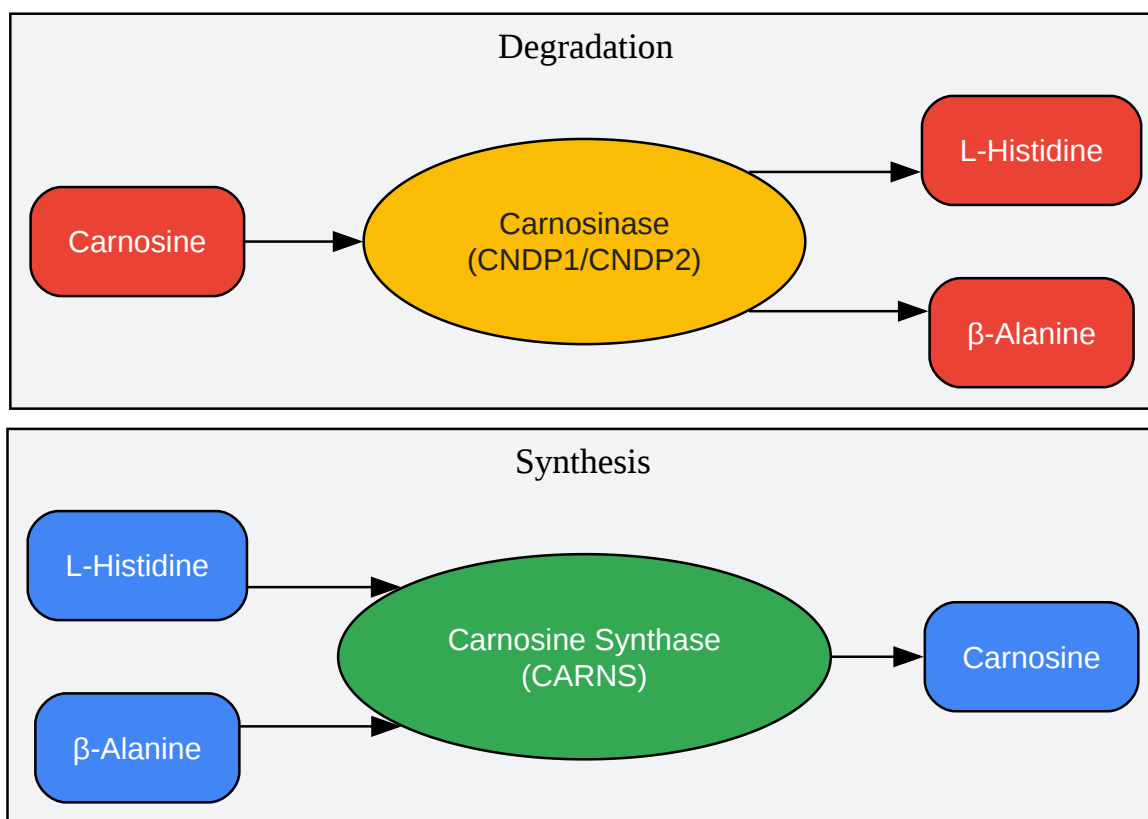 Degradation
Carnosine
Carnosinase
(CNDP1/CNDP2)
L-Histidine
β-Alanine
Synthesis
L-Histidine
β-Alanine
Carnosine Synthase
(CARNS)
Carnosine